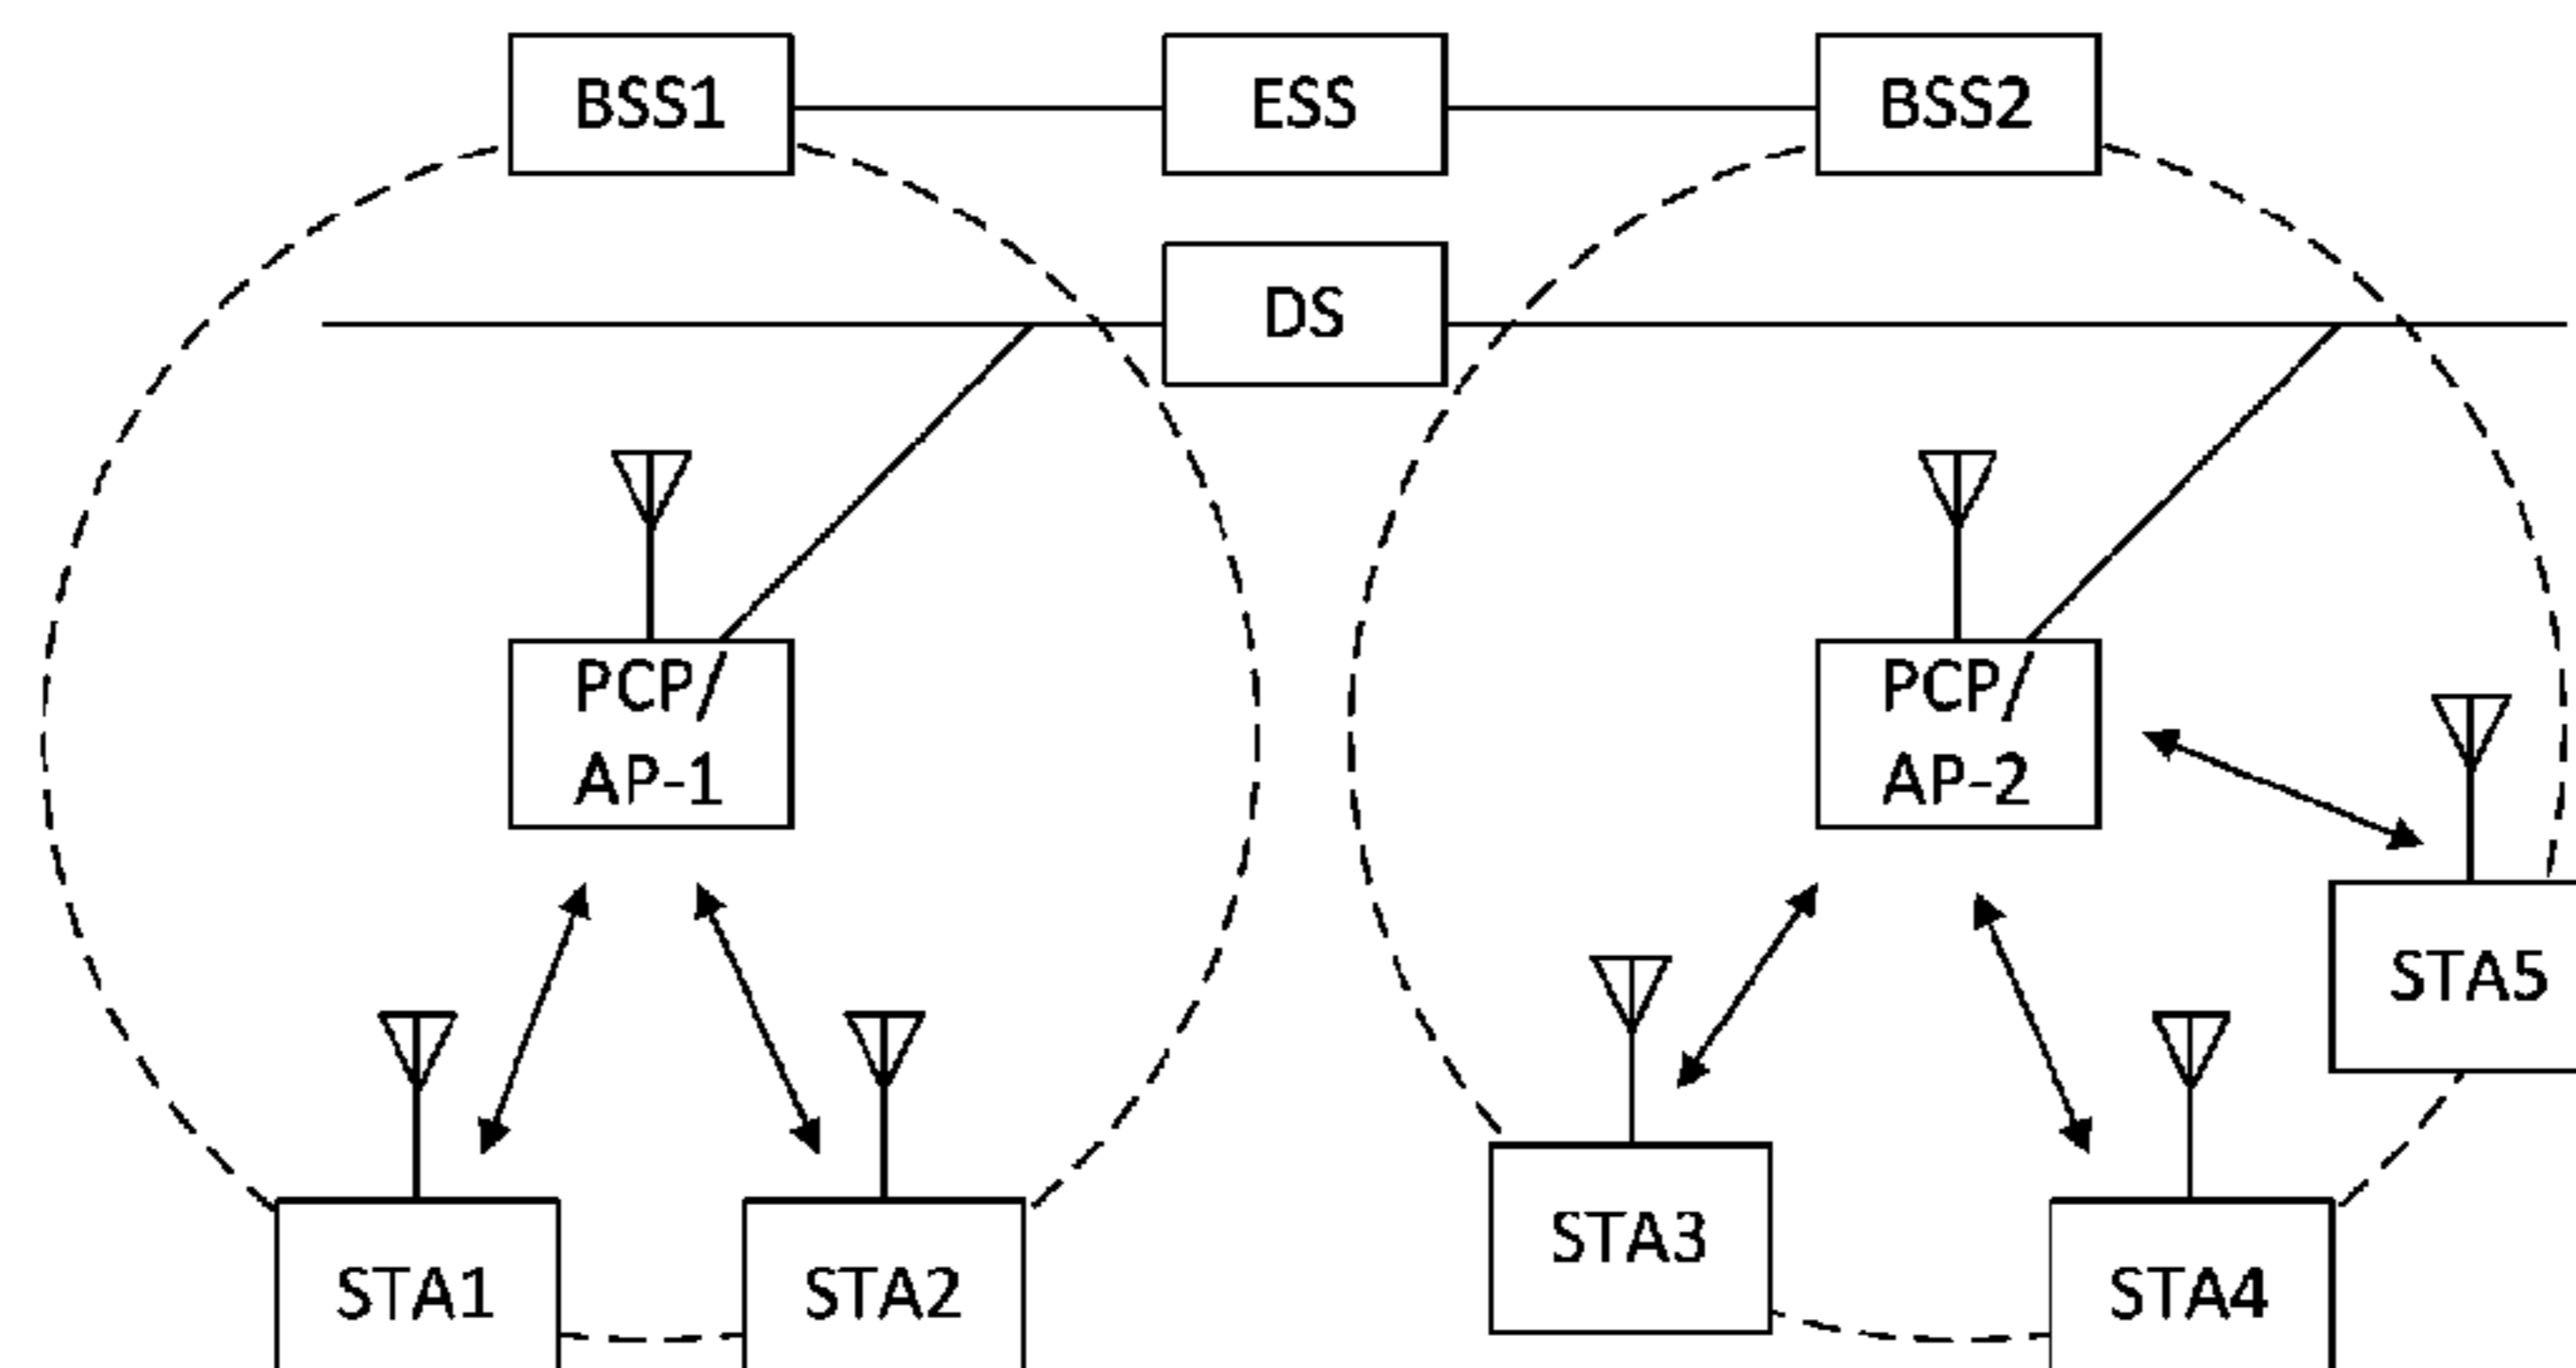 BSS1
ESS
BSS2
DS
PCP/
AP-1
PCP/
AP-2
STA5
STA3
STA1
STA2
STA4